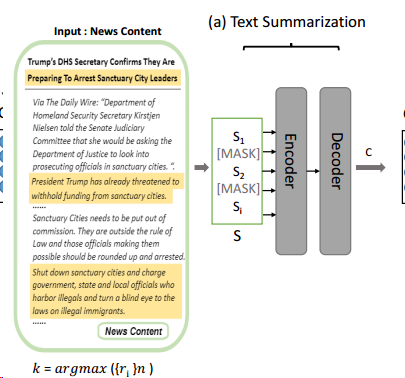 (a) Text Summarization
Input : News Content
Trump's DHS Secretary Confirms They Are
Preparing To Arrest Sanctuary City Leaders
Via The Daily Wire: “Department of
Homeland Security Secretary Kirstjen
Nielsen told the Senate Judiciary
Committee that she would be asking the
Department of Justice to look into
prosecuting officials in sanctuary cities. “.
President Trump has already threatened to
withhold funding from sanctuary cities.
......
Sanctuary Cities needs to be put out of
commission. They are outside the rule of
Law and those officials making them
possible should be rounded up and arrested.
Shut down sanctuary cities and charge
government, state and local officials who
harbor Illegals and turn a blind eye to the
laws on illegal immigrants.
......
News Content
k = argmax ({ri }n )
S1
[MASK]
S2
[MASK]
Si
S
Encoder
Decoder
C